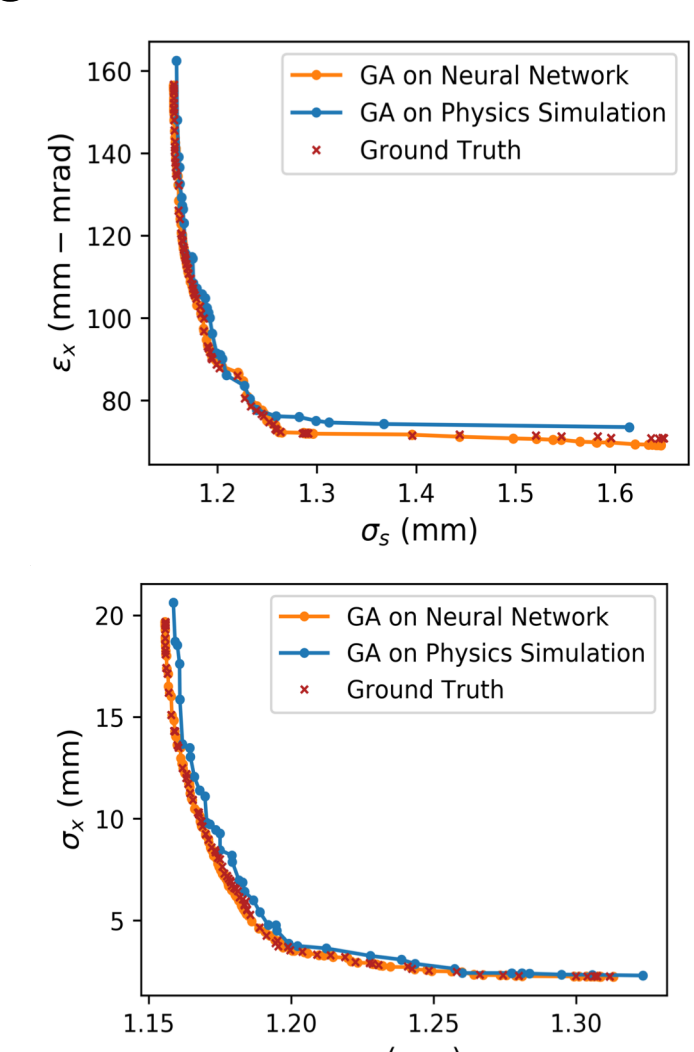 160
140
120
100
80
εx (mm − mrad)
GA on Neural Network
GA on Physics Simulation
Ground Truth
1.2 1.3 1.4 1.5 1.6
σs (mm)
20
15
10
5
σx (mm)
GA on Neural Network
GA on Physics Simulation
Ground Truth
1.15 1.20 1.25 1.30